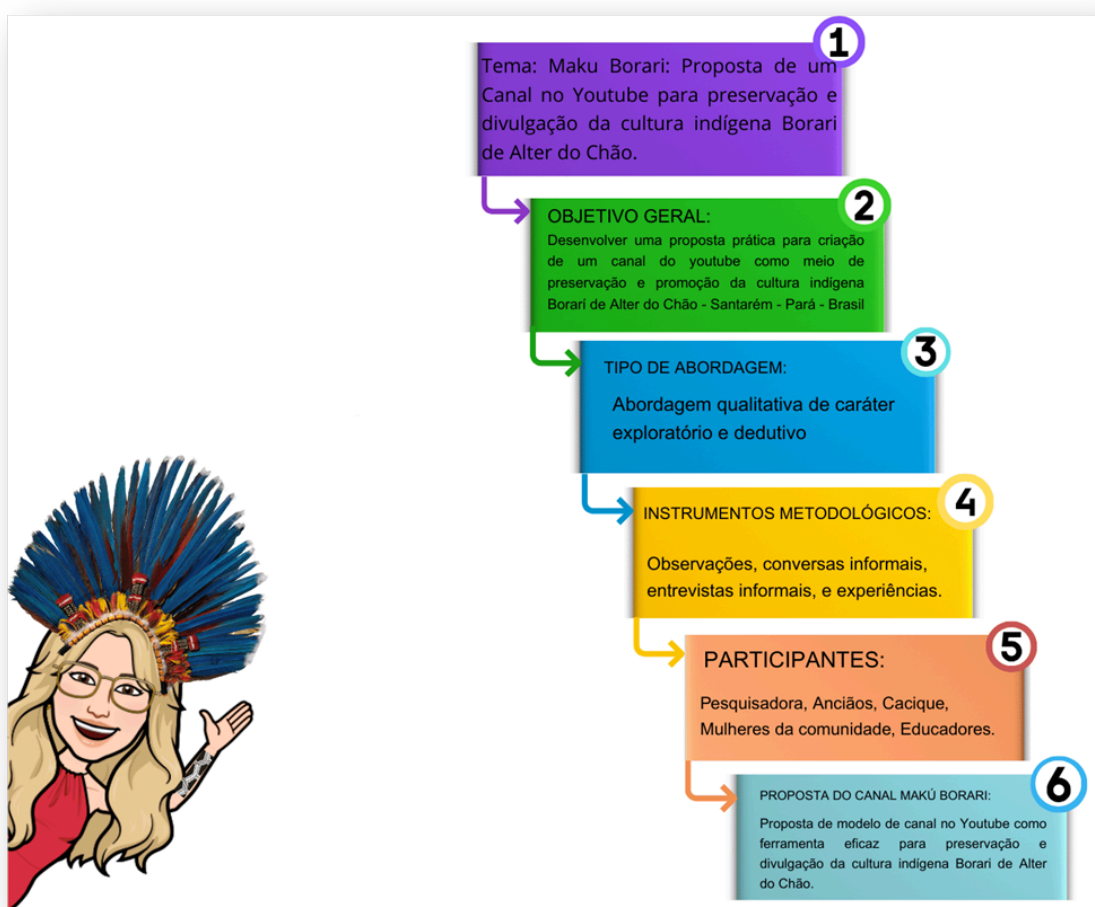 1
Tema: Maku Borari: Proposta de um
Canal no Youtube para preservação e
divulgação da cultura indígena Borari
de Alter do Chão.
2
OBJETIVO GERAL:
Desenvolver uma proposta prática para criação
de um canal do youtube como meio de
preservação e promoção da cultura indígena
Borari de Alter do Chão - Santarém - Pará - Brasil
3
TIPO DE ABORDAGEM:
Abordagem qualitativa de caráter
exploratório e dedutivo
4
INSTRUMENTOS METODOLÓGICOS:
Observações, conversas informais,
entrevistas informais, e experiências.
5
PARTICIPANTES:
Pesquisadora, Anciãos, Cacique,
Mulheres da comunidade, Educadores.
6
PROPOSTA DO CANAL MAKÚ BORARI:
Proposta de modelo de canal no Youtube como
ferramenta eficaz para preservação e
divulgação da cultura indígena Borari de Alter
do Chão.